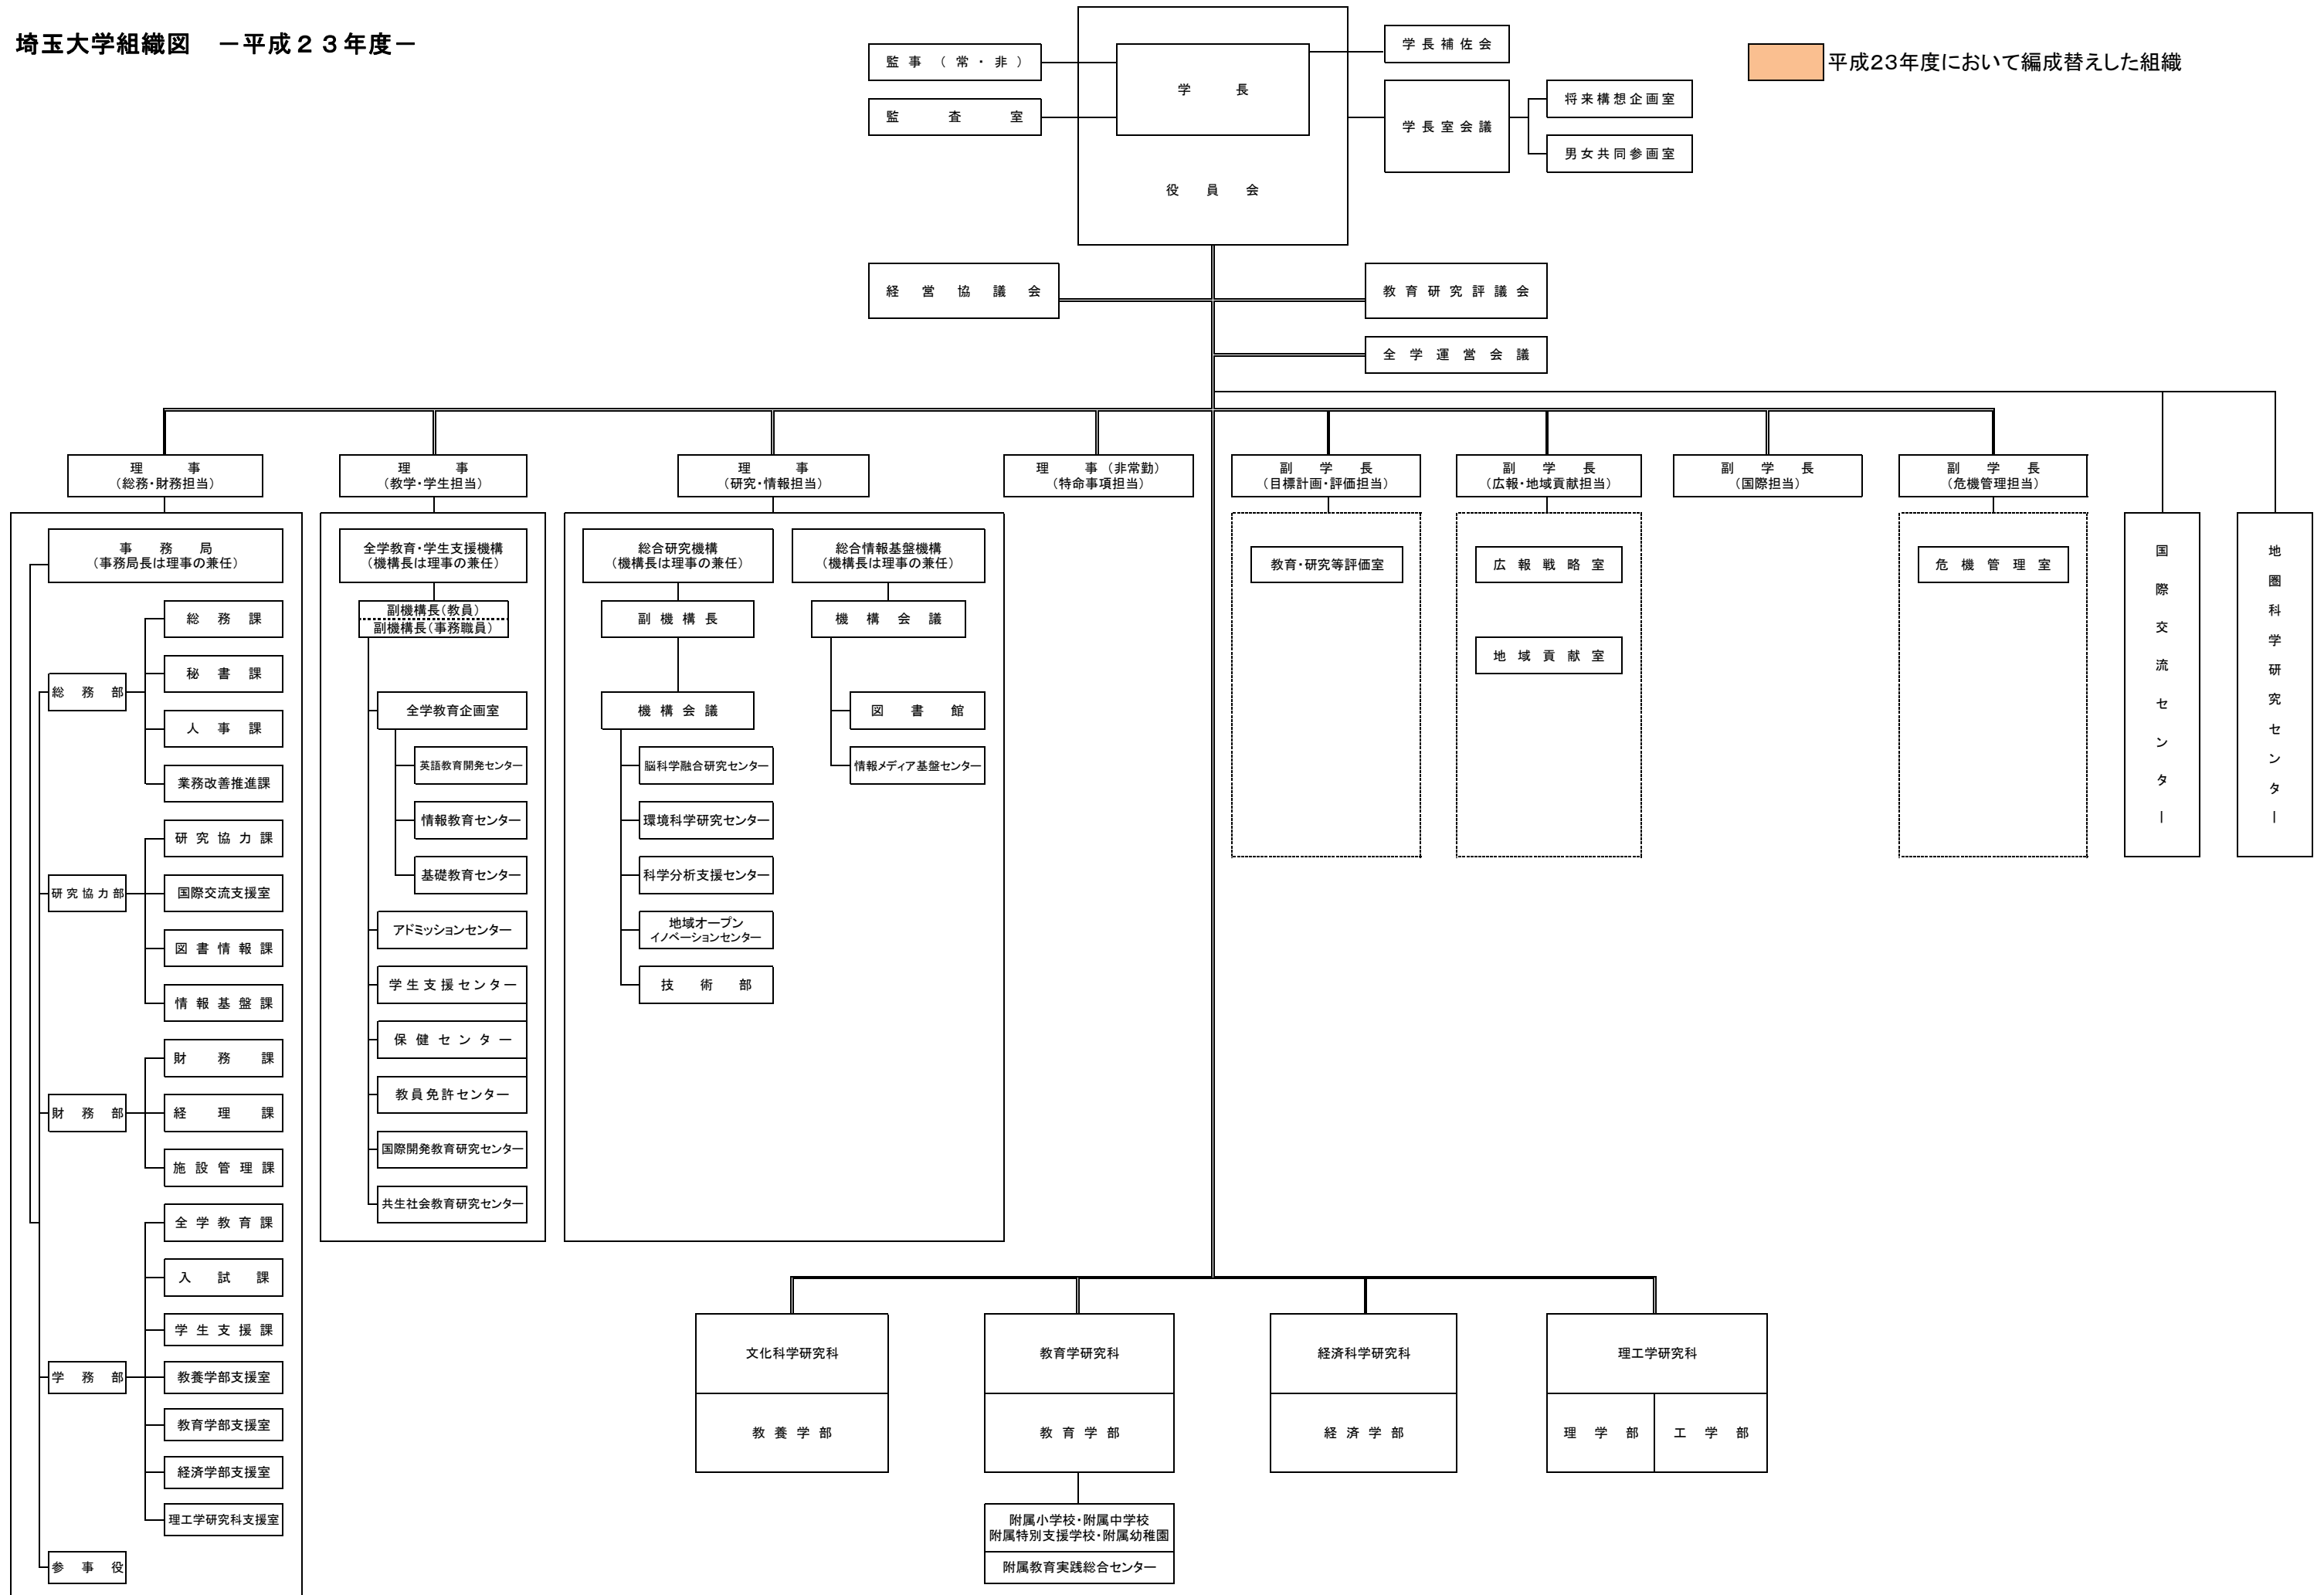 埼玉大学組織図　－平成２３年度－
平成23年度において編成替えした組織
監事（常・非）
監査室
学長
役員会
学長補佐会
学長室会議
将来構想企画室
男女共同参画室
経営協議会
教育研究評議会
全学運営会議
理事
（総務・財務担当）
理事
（教学・学生担当）
理事
（研究・情報担当）
理事（非常勤）
（特命事項担当）
副学長
（目標計画・評価担当）
副学長
（広報・地域貢献担当）
副学長
（国際担当）
副学長
（危機管理担当）
事務局
（事務局長は理事の兼任）
総務部
総務課
秘書課
人事課
業務改善推進課
研究協力部
研究協力課
国際交流支援室
図書情報課
情報基盤課
財務部
財務課
経理課
施設管理課
学務部
全学教育課
入試課
学生支援課
教養学部支援室
教育学部支援室
経済学部支援室
理工学研究科支援室
参事役
全学教育・学生支援機構
（機構長は理事の兼任）
副機構長（教員）
副機構長（事務職員）
全学教育企画室
英語教育開発センター
情報教育センター
基礎教育センター
アドミッションセンター
学生支援センター
保健センター
教員免許センター
国際開発教育研究センター
共生社会教育研究センター
総合研究機構
（機構長は理事の兼任）
副機構長
機構会議
脳科学融合研究センター
環境科学研究センター
科学分析支援センター
地域オープン
イノベーションセンター
技術部
総合情報基盤機構
（機構長は理事の兼任）
機構会議
図書館
情報メディア基盤センター
教育・研究等評価室
広報戦略室
地域貢献室
危機管理室
国際交流センター
地圏科学研究センター
文化科学研究科
教養学部
教育学研究科
教育学部
附属小学校・附属中学校
附属特別支援学校・附属幼稚園
附属教育実践総合センター
経済科学研究科
経済学部
理工学研究科
理学部
工学部